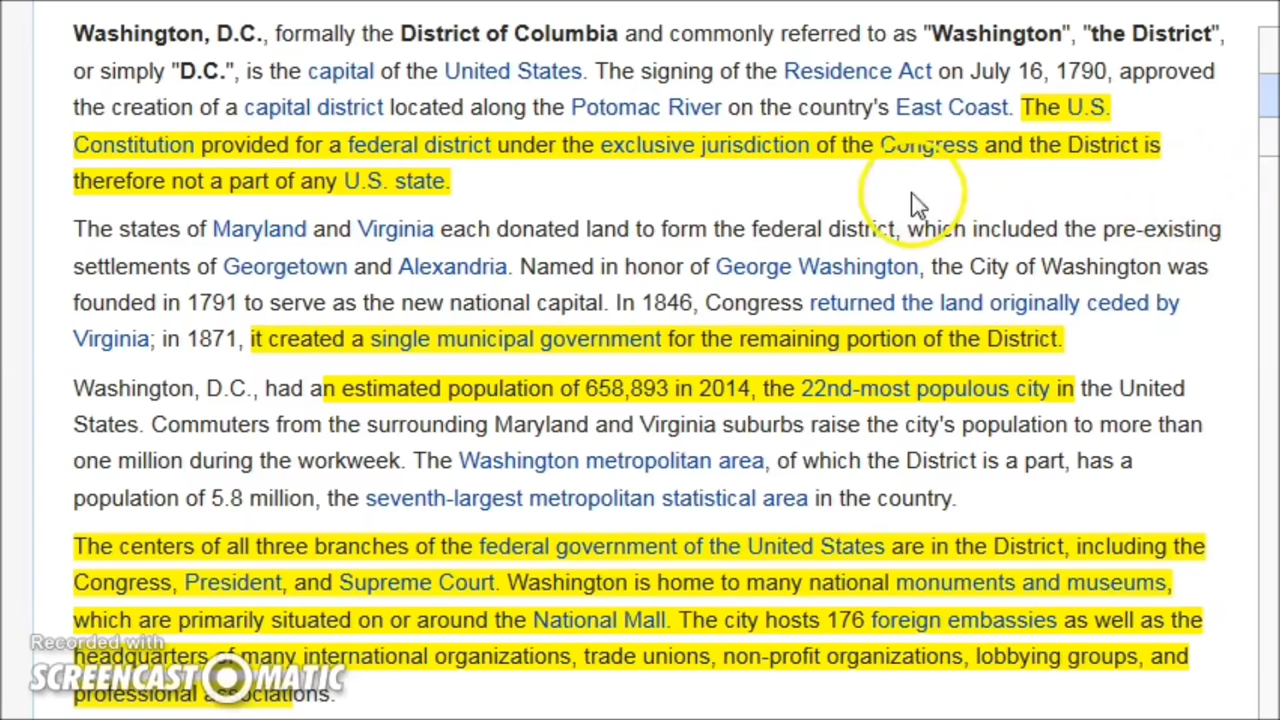 Washington, D.C., formally the District of Columbia and commonly referred to as "Washington", "the District",
or simply "D.C.", is the capital of the United States. The signing of the Residence Act on July 16, 1790, approved
the creation of a capital district located along the Potomac River on the country's East Coast. The U.S.
Constitution provided for a federal district under the exclusive jurisdiction of the Congress and the District is
therefore not a part of any U.S. state.
The states of Maryland and Virginia each donated land to form the federal district, which included the pre-existing
settlements of Georgetown and Alexandria. Named in honor of George Washington, the City of Washington was
founded in 1791 to serve as the new national capital. In 1846, Congress returned the land originally ceded by
Virginia; in 1871, it created a single municipal government for the remaining portion of the District.
Washington, D.C., had an estimated population of 658,893 in 2014, the 22nd-most populous city in the United
States. Commuters from the surrounding Maryland and Virginia suburbs raise the city's population to more than
one million during the workweek. The Washington metropolitan area, of which the District is a part, has a
population of 5.8 million, the seventh-largest metropolitan statistical area in the country.
The centers of all three branches of the federal government of the United States are in the District, including the
Congress, President, and Supreme Court. Washington is home to many national monuments and museums,
which are primarily situated on or around the National Mall. The city hosts 176 foreign embassies as well as the
headquarters of many international organizations, trade unions, non-profit organizations, lobbying groups, and
professional associations.
Recorded with
SCREENCAST-O-MATIC